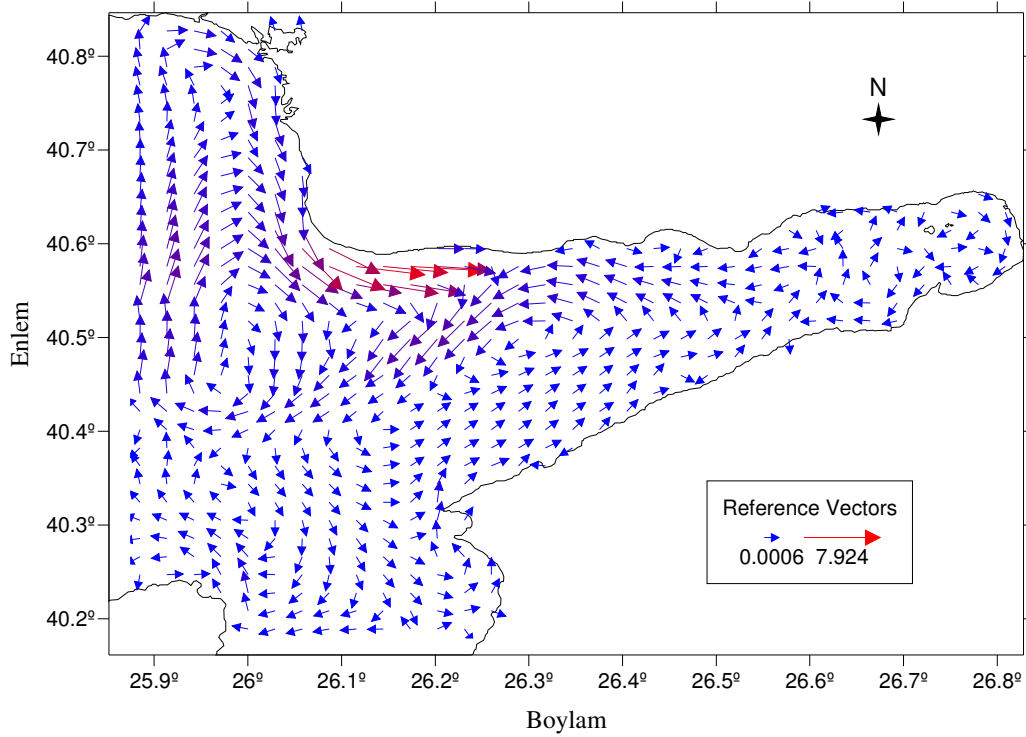 N
40.8º
40.7º
40.6º
40.5º
40.4º
40.3º
40.2º
Enlem
Reference Vectors
0.0006 7.924
25.9º 26º 26.1º 26.2º 26.3º 26.4º 26.5º 26.6º 26.7º 26.8º
Boylam